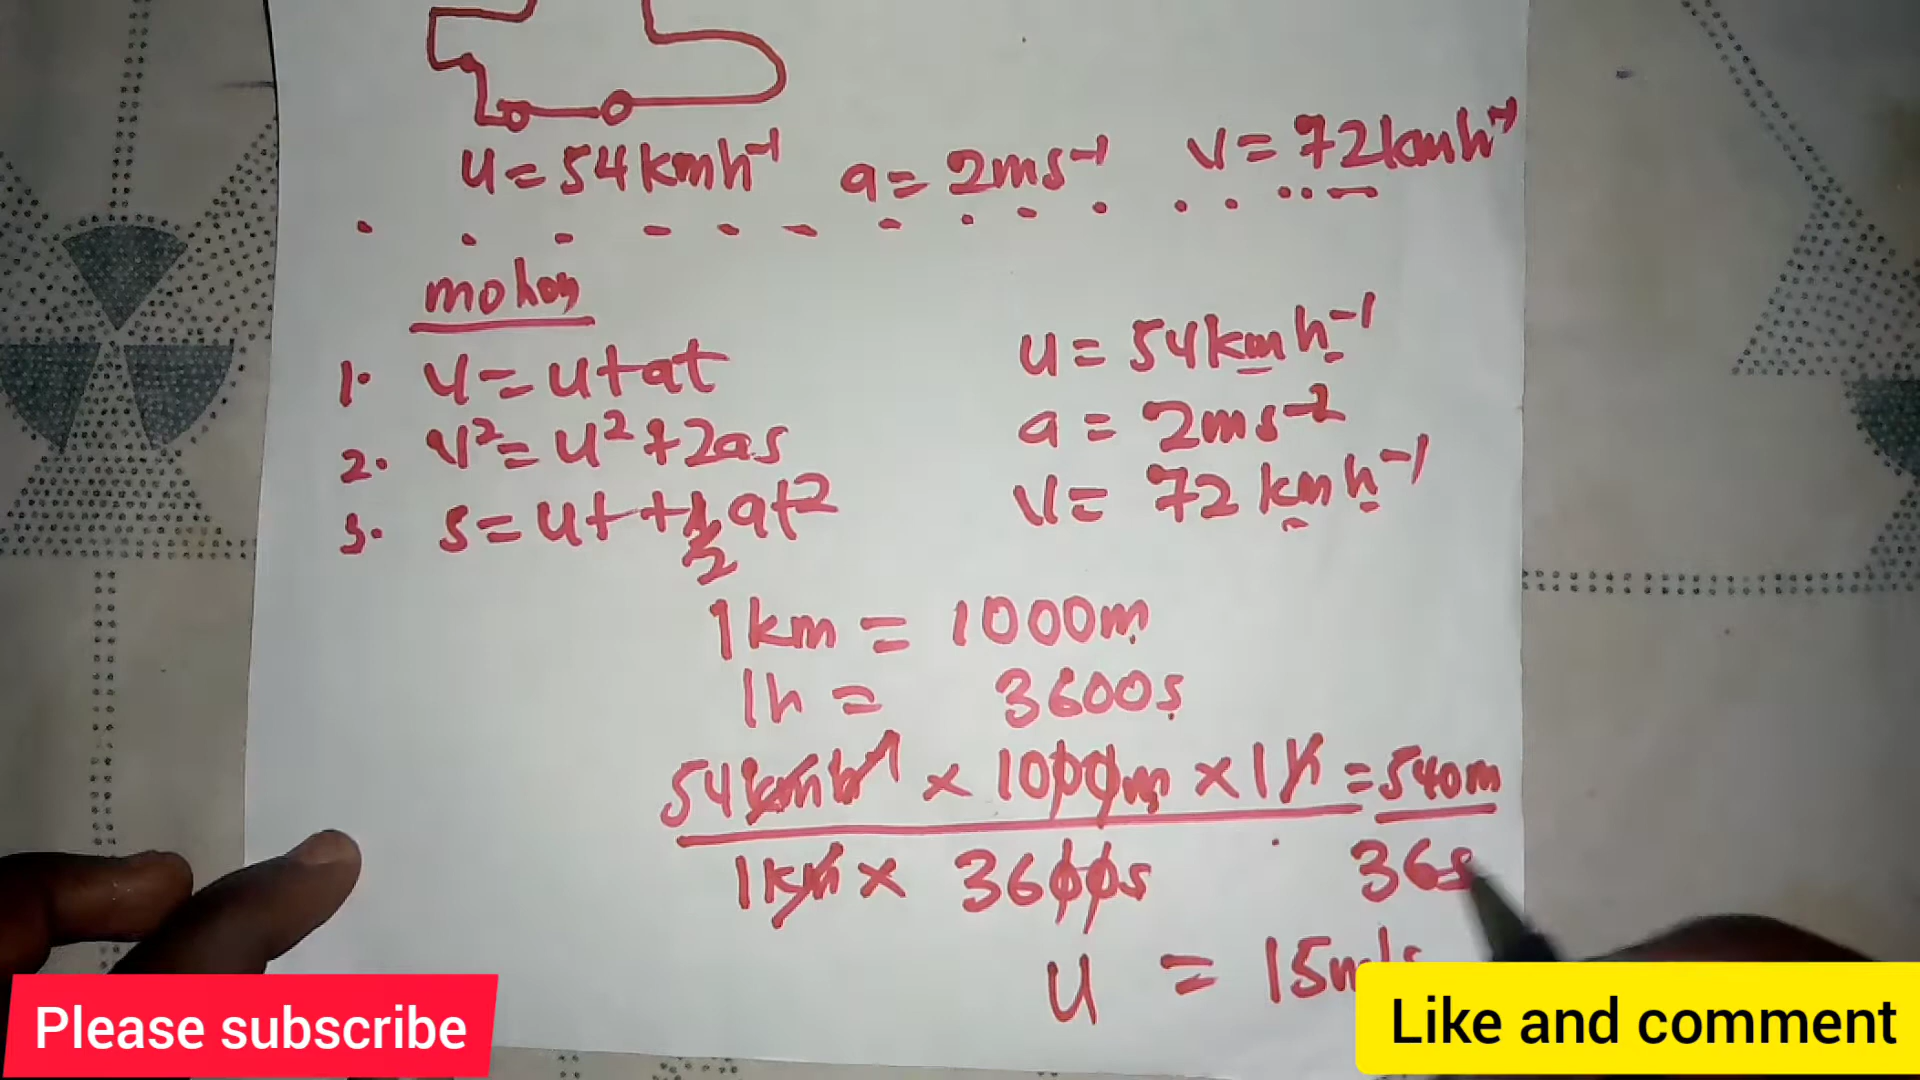 u=54kmh⁻¹ a=2ms⁻¹ v=72kmh⁻¹
motion
1. v=u+at
u=54kmh⁻¹
2. v²=u²+2as
a=2ms⁻²
3. s=ut+½at²
v=72kmh⁻¹
1km=1000m
1h=3600s
54kmh⁻¹×1000m×1h=540m
1km×3600s 36s
u=15m/s
Please subscribe
Like and comment